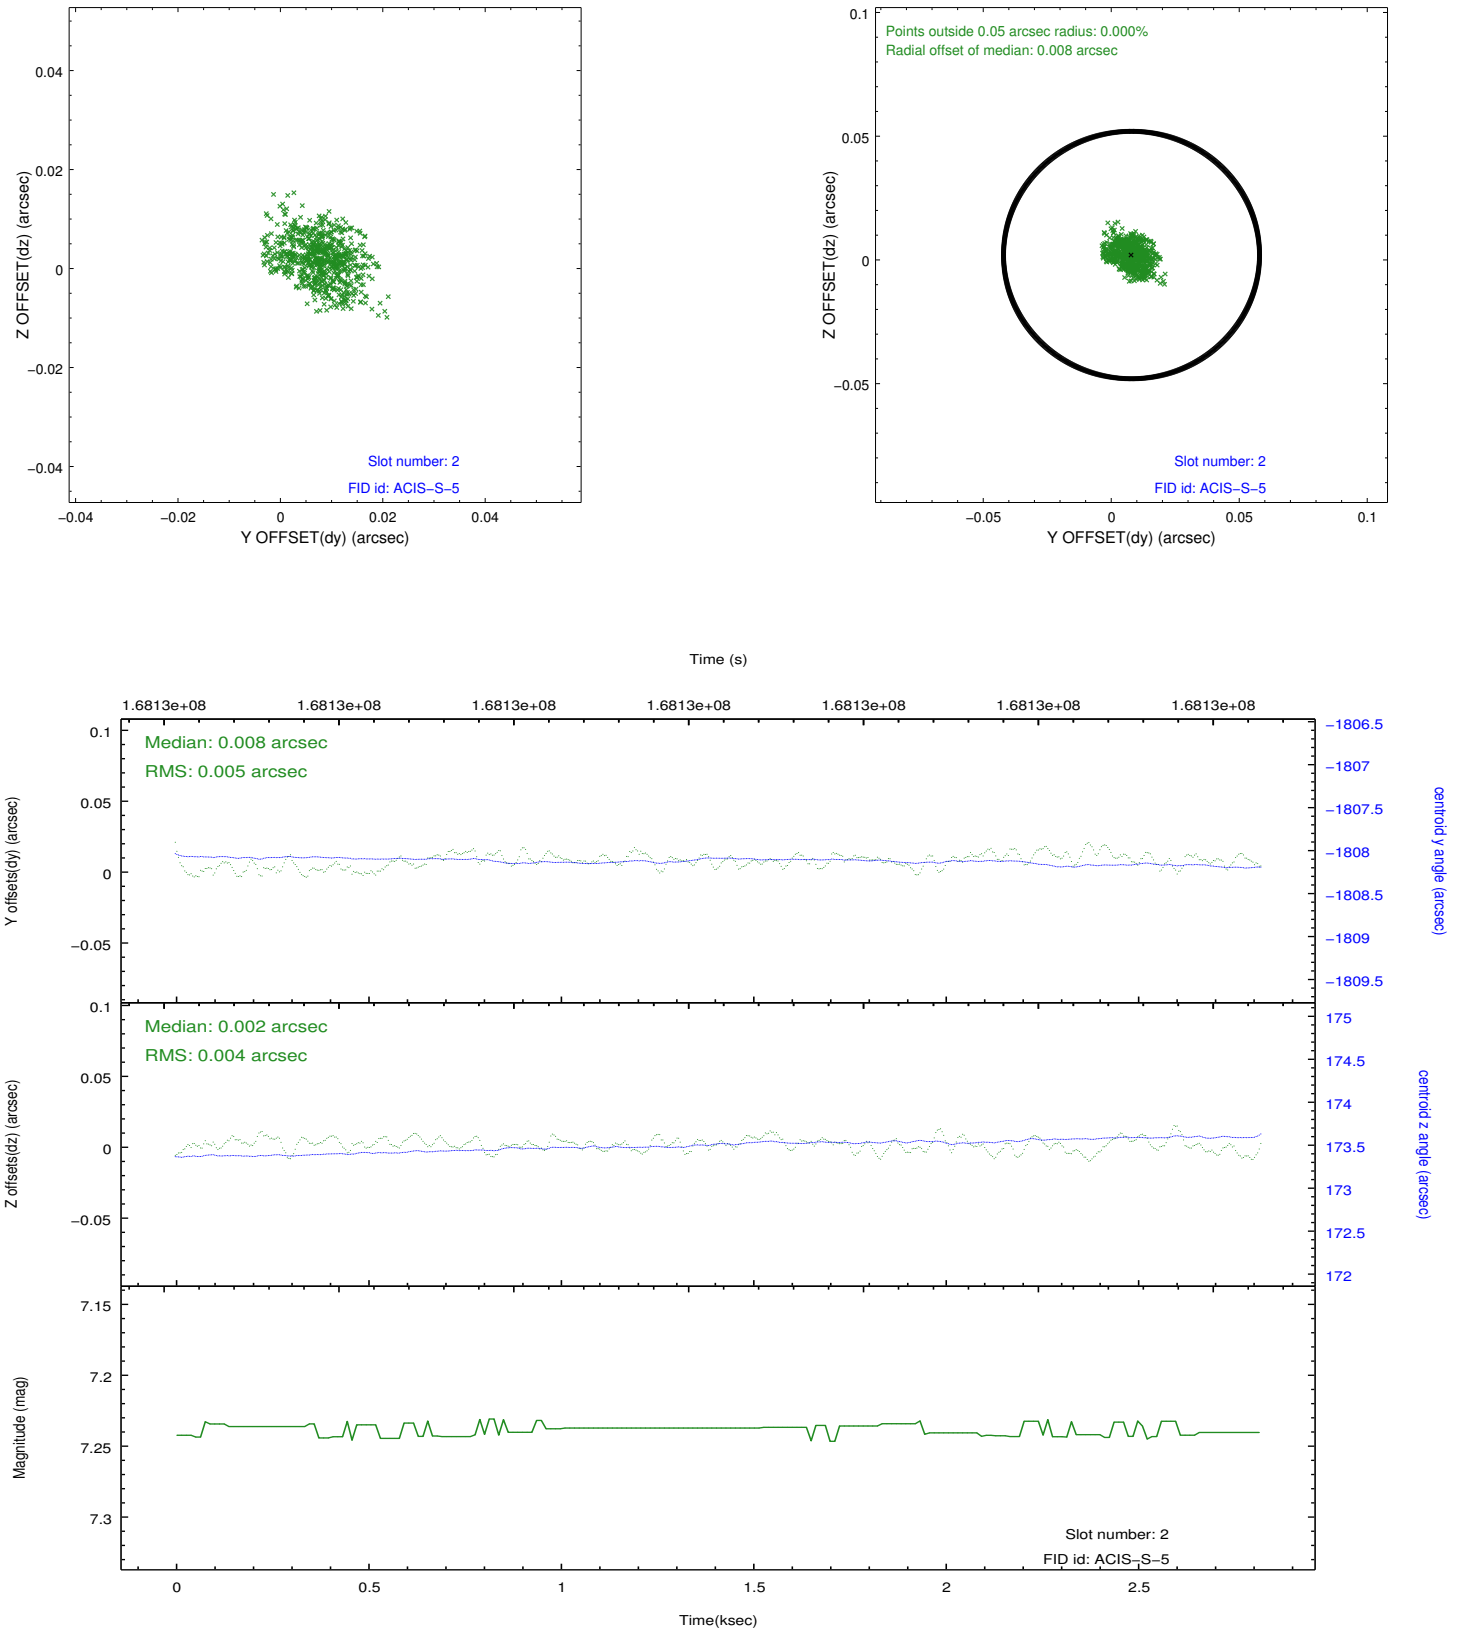 0.04
0.02
0
−0.02
−0.04
Z OFFSET(dz) (arcsec)
Slot number: 2
FID id: ACIS−S−5
−0.04 −0.02 0 0.02 0.04
Y OFFSET(dy) (arcsec)
0.1
0.05
0
−0.05
Z OFFSET(dz) (arcsec)
Points outside 0.05 arcsec radius: 0.000%
Radial offset of median: 0.008 arcsec
Slot number: 2
FID id: ACIS−S−5
−0.05 0 0.05 0.1
Y OFFSET(dy) (arcsec)
Time (s)
1.6813e+08 1.6813e+08 1.6813e+08 1.6813e+08 1.6813e+08 1.6813e+08 1.6813e+08
0.1
0.05
0
−0.05
Y offsets(dy) (arcsec)
Median: 0.008 arcsec
RMS: 0.005 arcsec
−1806.5
−1807
−1807.5
−1808
−1808.5
−1809
−1809.5
centroid y angle (arcsec)
0.1
0.05
0
−0.05
Z offsets(dz) (arcsec)
Median: 0.002 arcsec
RMS: 0.004 arcsec
175
174.5
174
173.5
173
172.5
172
centroid z angle (arcsec)
7.15
7.2
7.25
7.3
Magnitude (mag)
Slot number: 2
FID id: ACIS−S−5
0 0.5 1 1.5 2 2.5
Time(ksec)